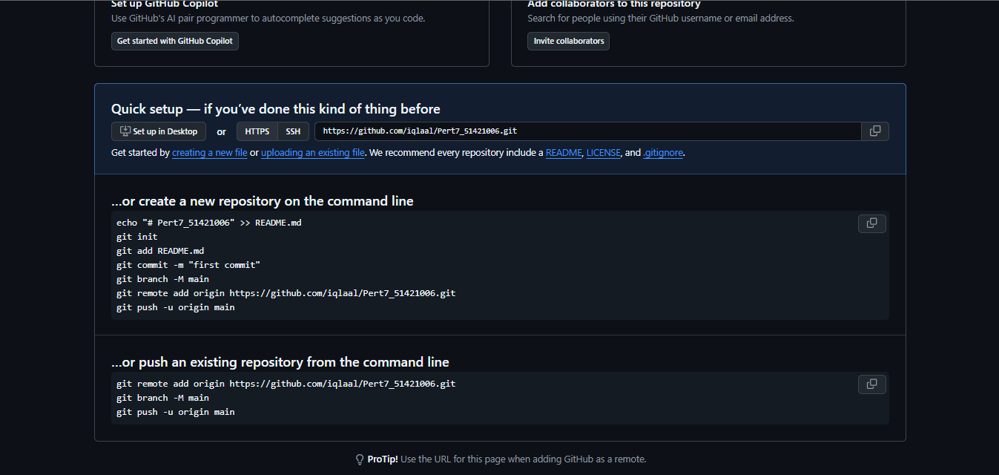 Set up GitHub Copilot
Use GitHub's AI pair programmer to autocomplete suggestions as you code.
Get started with GitHub Copilot
Add collaborators to this repository
Search for people using their GitHub username or email address.
Invite collaborators
Quick setup — if you've done this kind of thing before
Set up in Desktop or HTTPS SSH https://github.com/iqlaal/Pert7_51421006.git
Get started by creating a new file or uploading an existing file. We recommend every repository include a README, LICENSE, and .gitignore.
...or create a new repository on the command line
echo "# Pert7_51421006" >> README.md
git init
git add README.md
git commit -m "first commit"
git branch -M main
git remote add origin https://github.com/iqlaal/Pert7_51421006.git
git push -u origin main
...or push an existing repository from the command line
git remote add origin https://github.com/iqlaal/Pert7_51421006.git
git branch -M main
git push -u origin main
ProTip! Use the URL for this page when adding GitHub as a remote.